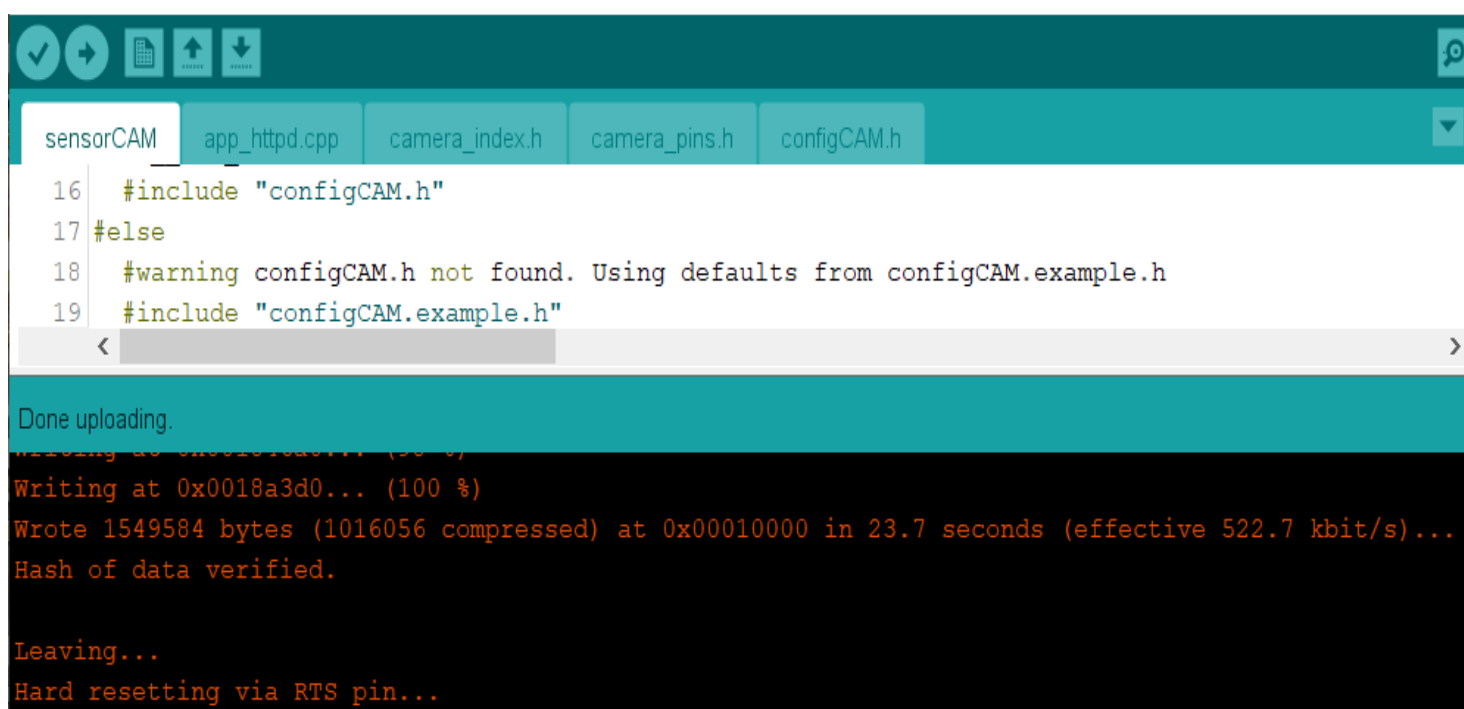 sensorCAM app_httpd.cpp camera_index.h camera_pins.h configCAM.h
16 #include "configCAM.h"
17 #else
18 #warning configCAM.h not found. Using defaults from configCAM.example.h
19 #include "configCAM.example.h"
Done uploading.
Writing at 0x0018a3d0... (100 %)
Wrote 1549584 bytes (1016056 compressed) at 0x00010000 in 23.7 seconds (effective 522.7 kbit/s)...
Hash of data verified.
Leaving...
Hard resetting via RTS pin...